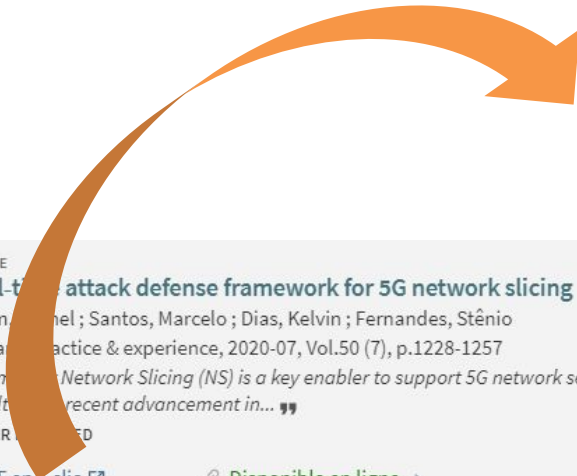 E
attack defense framework for 5G network slicing
nel ; Santos, Marcelo ; Dias, Kelvin ; Fernandes, Stênio
actice & experience, 2020-07, Vol.50 (7), p.1228-1257
Network Slicing (NS) is a key enabler to support 5G network se
recent advancement in... ❞
ED
Disponible en ligne